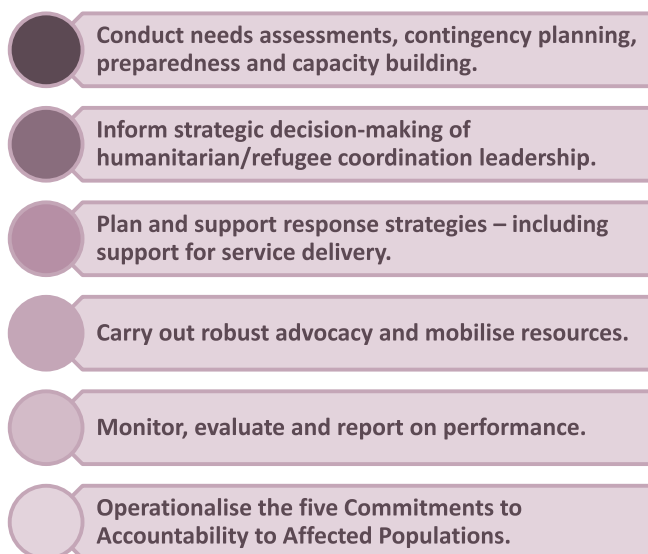 Conduct needs assessments, contingency planning,
preparedness and capacity building.
Inform strategic decision-making of
humanitarian/refugee coordination leadership.
Plan and support response strategies – including
support for service delivery.
Carry out robust advocacy and mobilise resources.
Monitor, evaluate and report on performance.
Operationalise the five Commitments to
Accountability to Affected Populations.